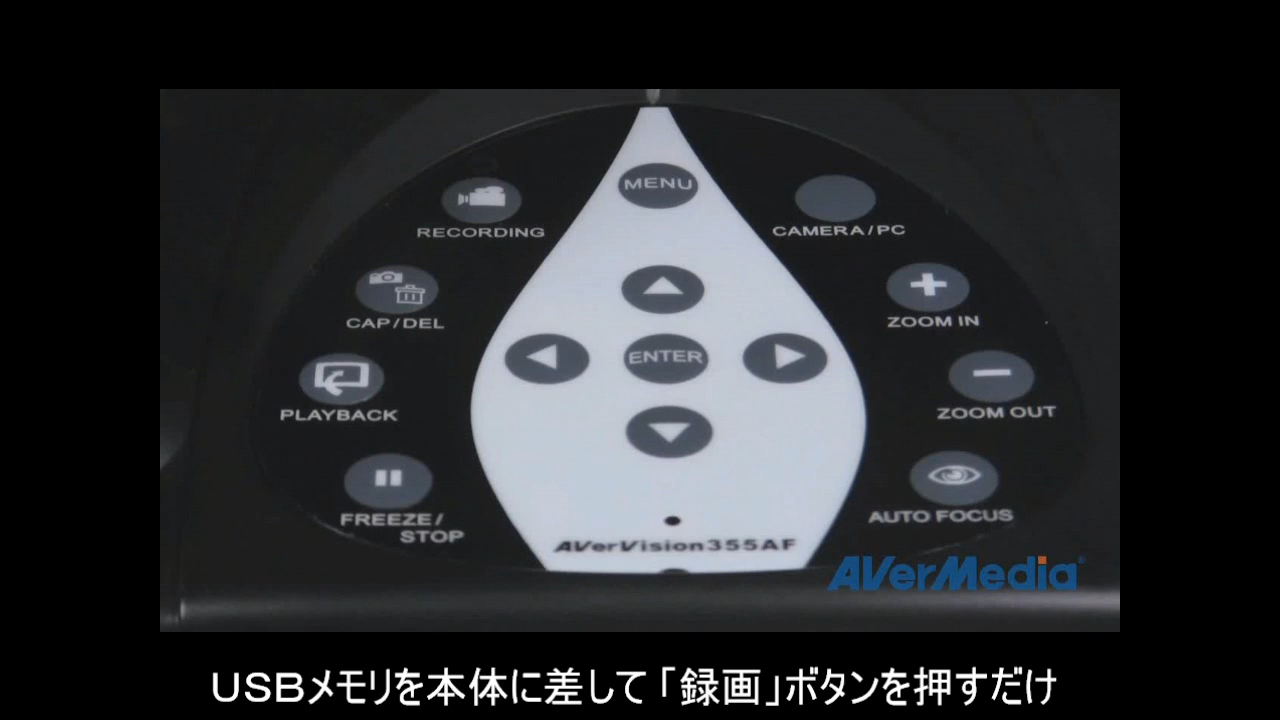 MENU
RECORDING
CAMERA/PC
CAP/DEL
ZOOM IN
ENTER
PLAYBACK
ZOOM OUT
FREEZE/
STOP
AUTO FOCUS
AVerVision355AF
AVerMedia®
USBメモリを本体に差して「録画」ボタンを押すだけ